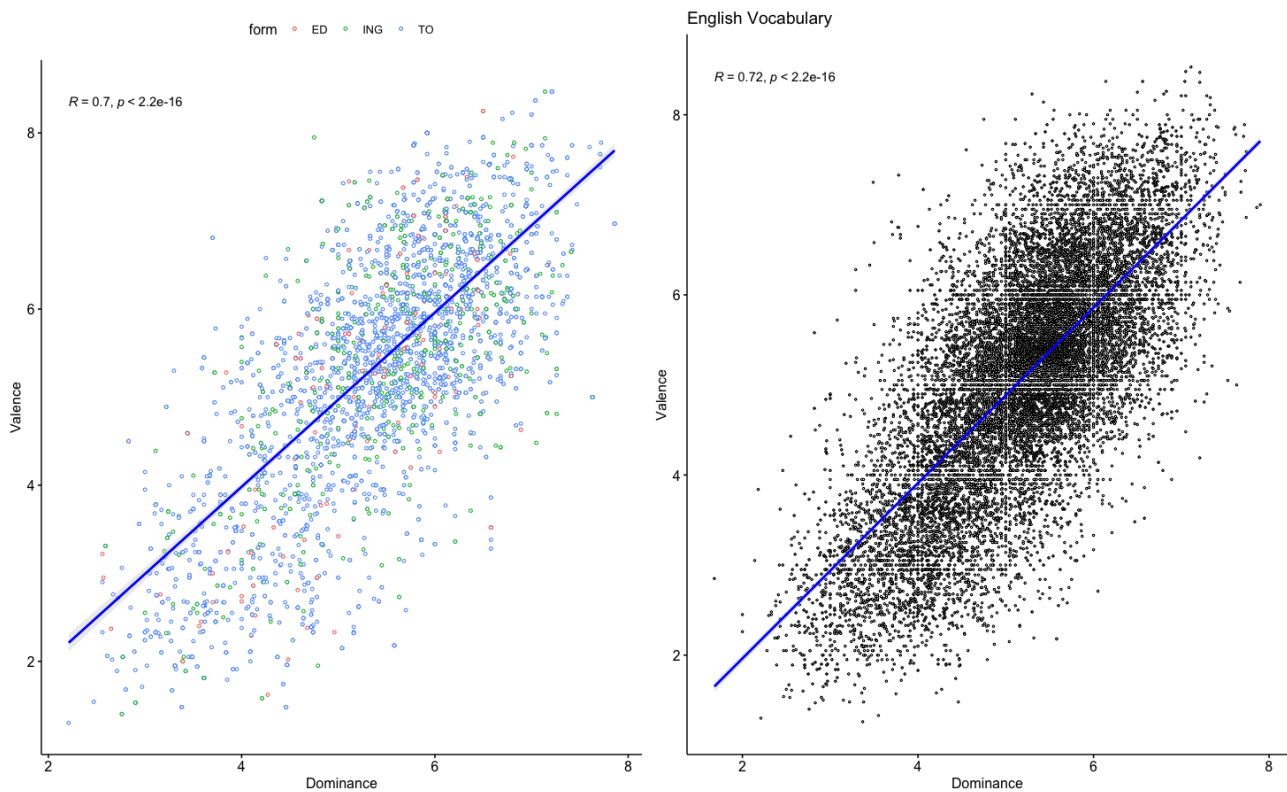 form ED ING TO
R = 0.7, p < 2.2e-16
8
6
4
2
Valence
2 4 6 8
Dominance
English Vocabulary
R = 0.72, p < 2.2e-16
8
6
4
2
Valence
2 4 6 8
Dominance